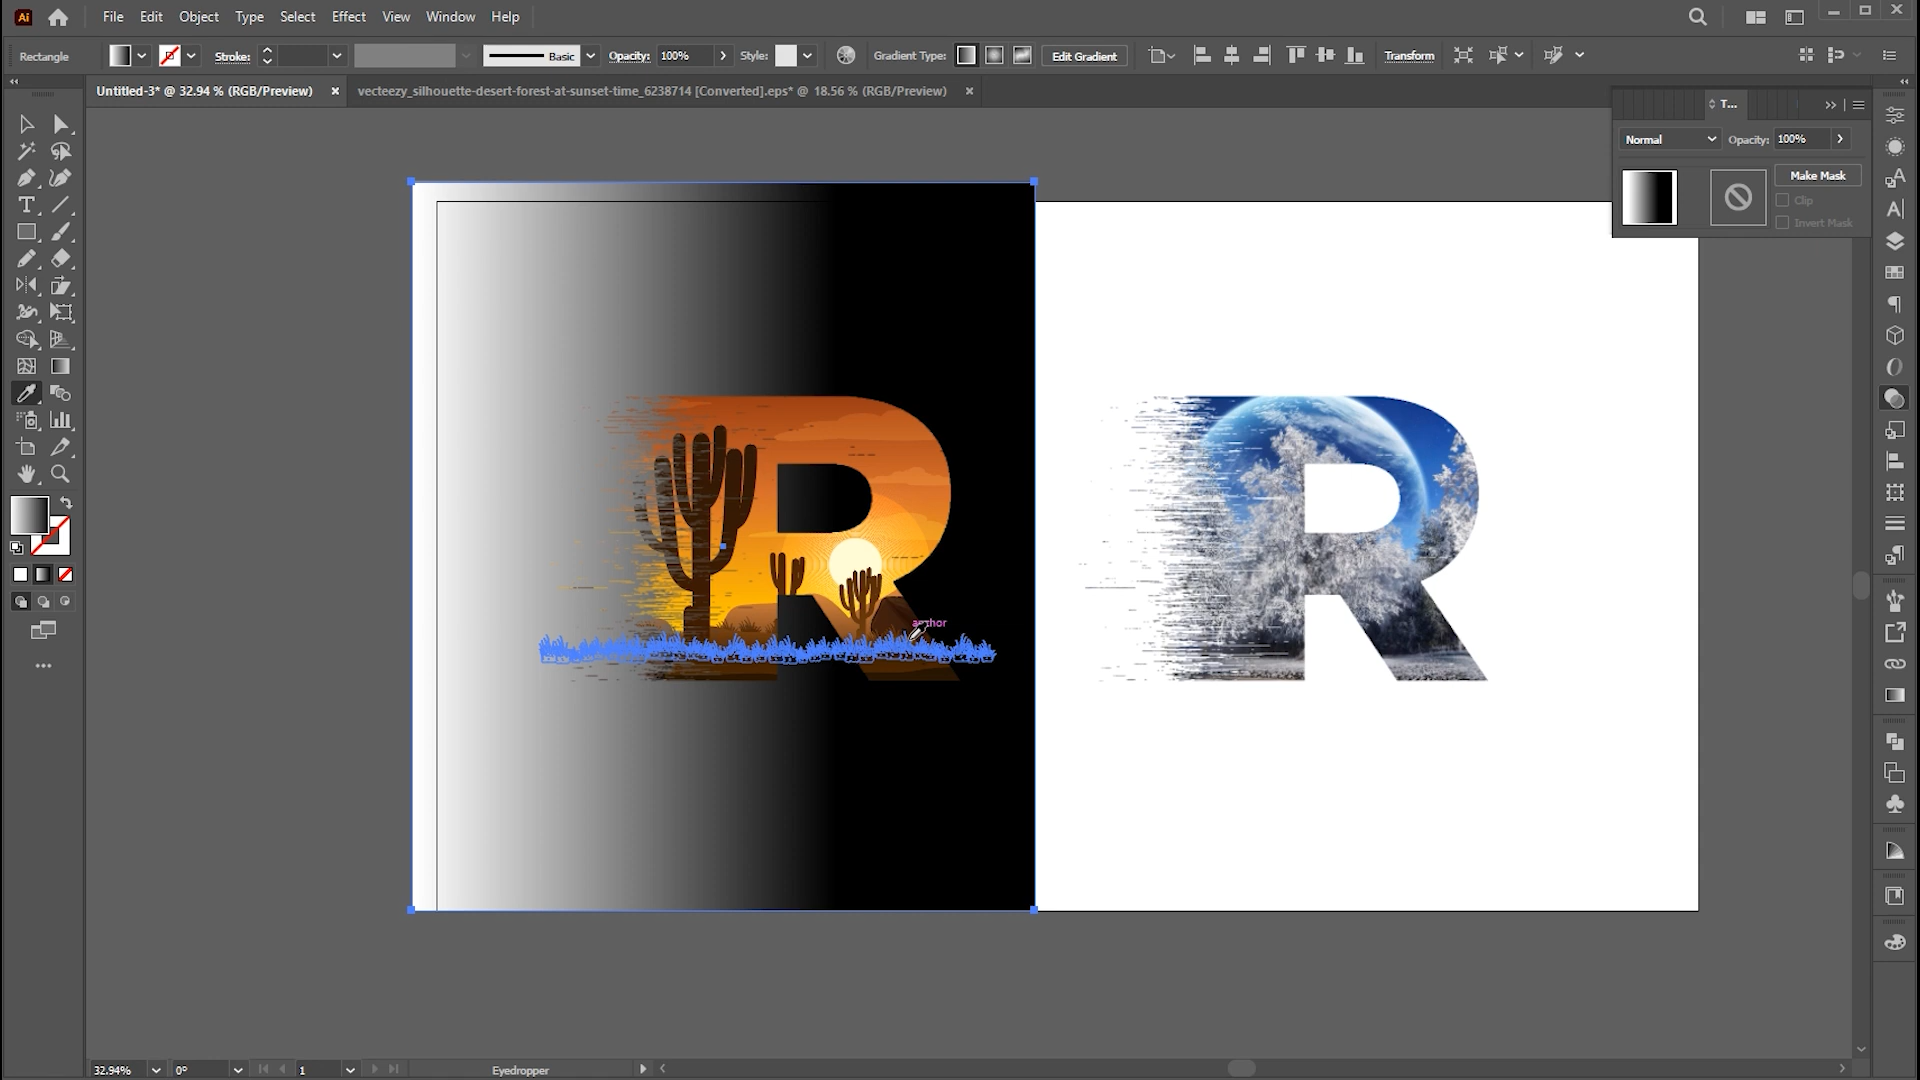 Ai File Edit Object Type Select Effect View Window Help
Rectangle Stroke: Basic Opacity: 100% Style: Gradient Type: Edit Gradient Transform
Untitled-3* @ 32.94 % (RGB/Preview) × vecteezy_silhouette-desert-forest-at-sunset-time_6238714 [Converted].eps* @ 18.56 % (RGB/Preview) ×
T...
Normal Opacity: 100%
Make Mask
Clip
Invert Mask
R R
anchor
32.94% 0° 1 Eyedropper